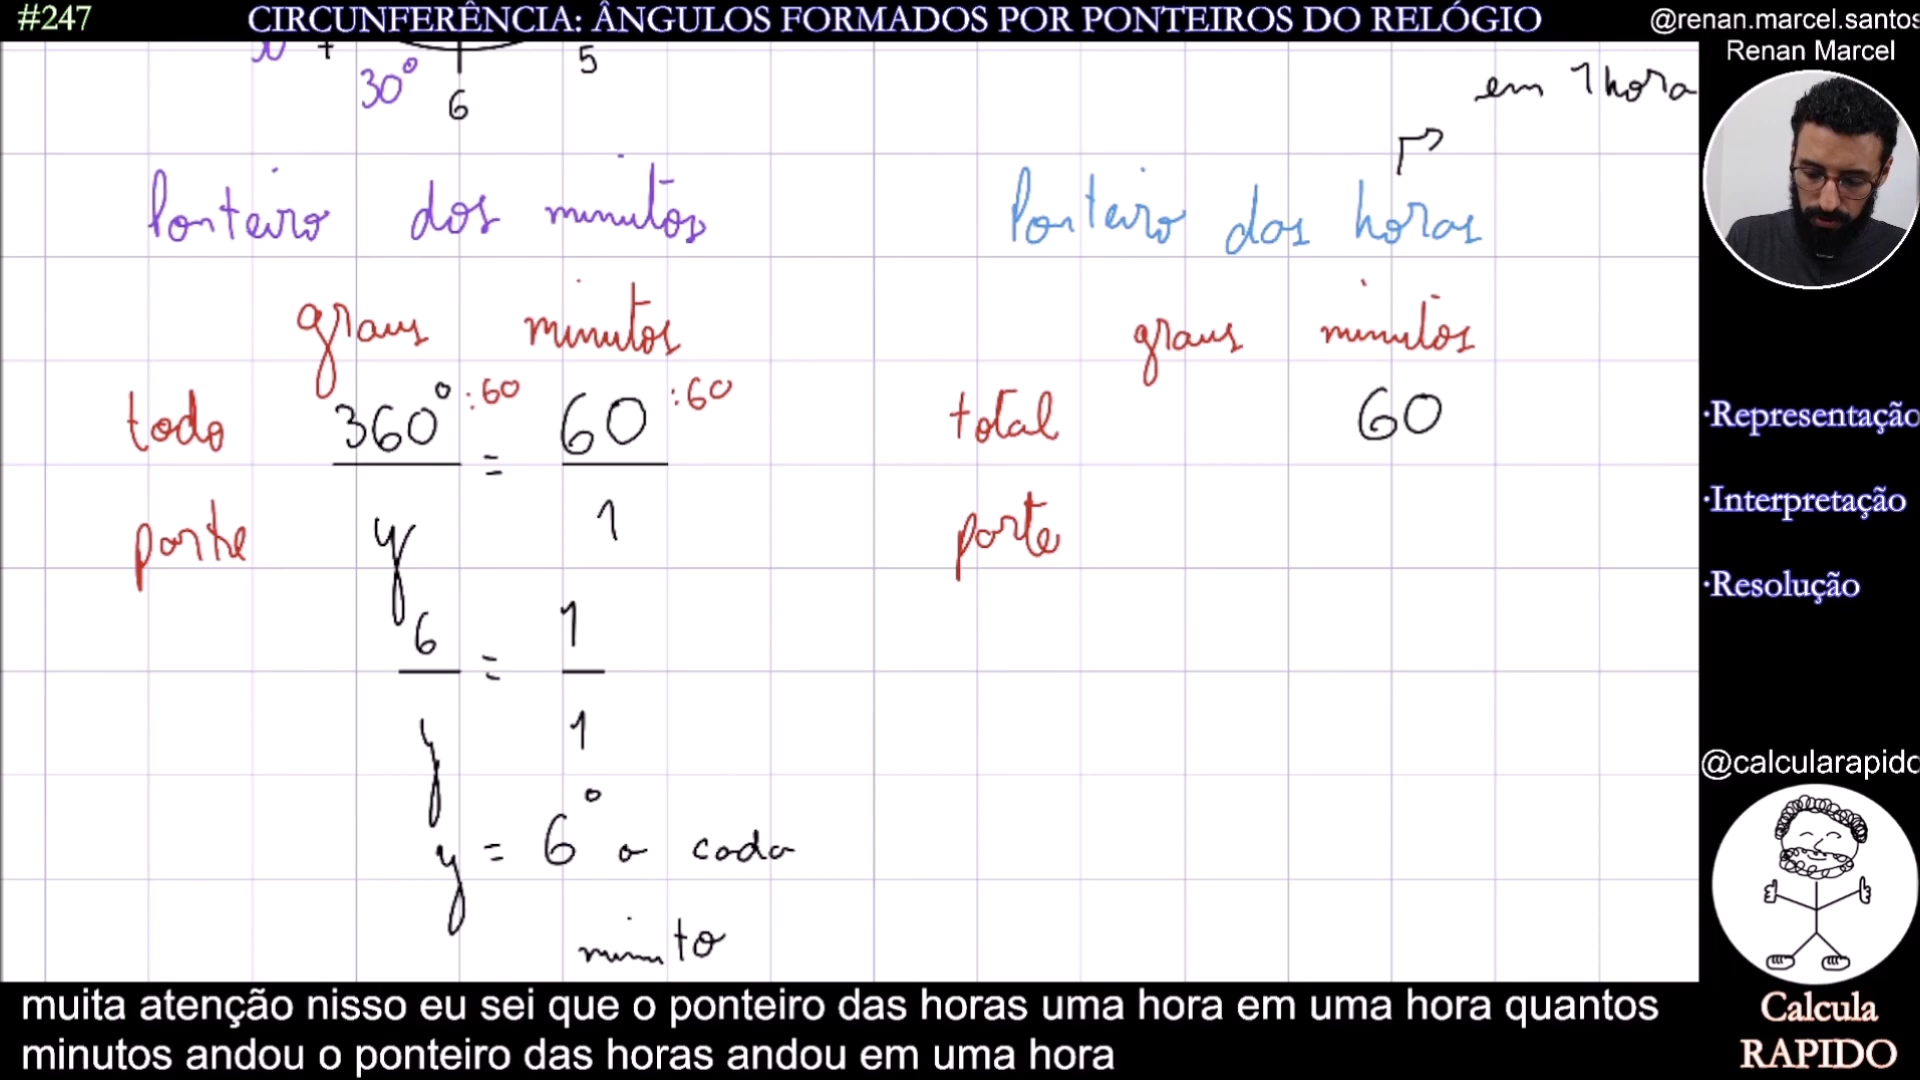 #247
CIRCUNFERÊNCIA: ÂNGULOS FORMADOS POR PONTEIROS DO RELÓGIO
@renan.marcel.santos
Renan Marcel
5
30°
6
em 1 hora
Ponteiro dos minutos
Ponteiro das horas
graus minutos
graus minutos
todo 360° :60 = 60 :60
total 60
parte y 1
parte
6 = 1
y 1
y = 6° a cada
minuto
·Representação
·Interpretação
·Resolução
@calcularapido
Calcula
RAPIDO
muita atenção nisso eu sei que o ponteiro das horas uma hora em uma hora quantos
minutos andou o ponteiro das horas andou em uma hora